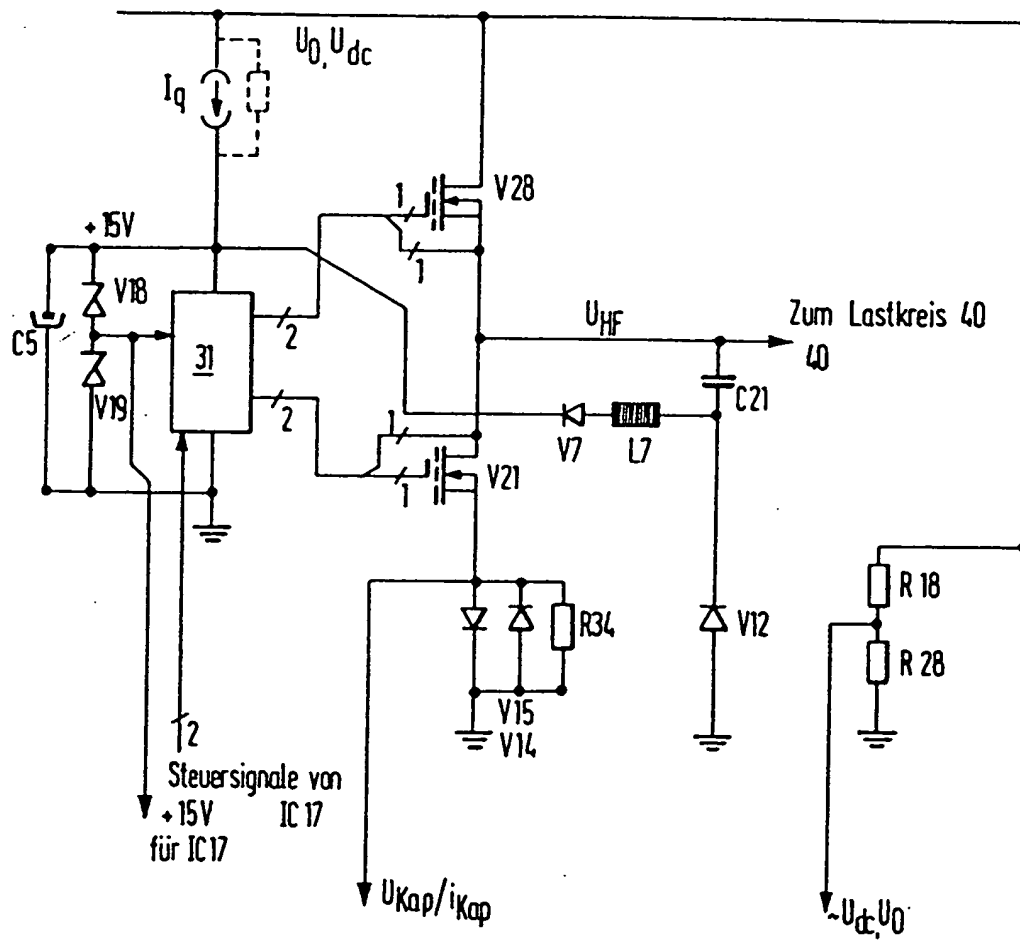 U0, Udc
Iq
V28
1
1
+15V
V18
C5
31
2
UHF
Zum Lastkreis 40
40
C21
V19
2
1
V7
L7
V21
1
R 18
R34
V12
R 28
V15
V14
2
Steuersignale von
+15V IC 17
für IC17
UKap/iKap
~Udc,U0